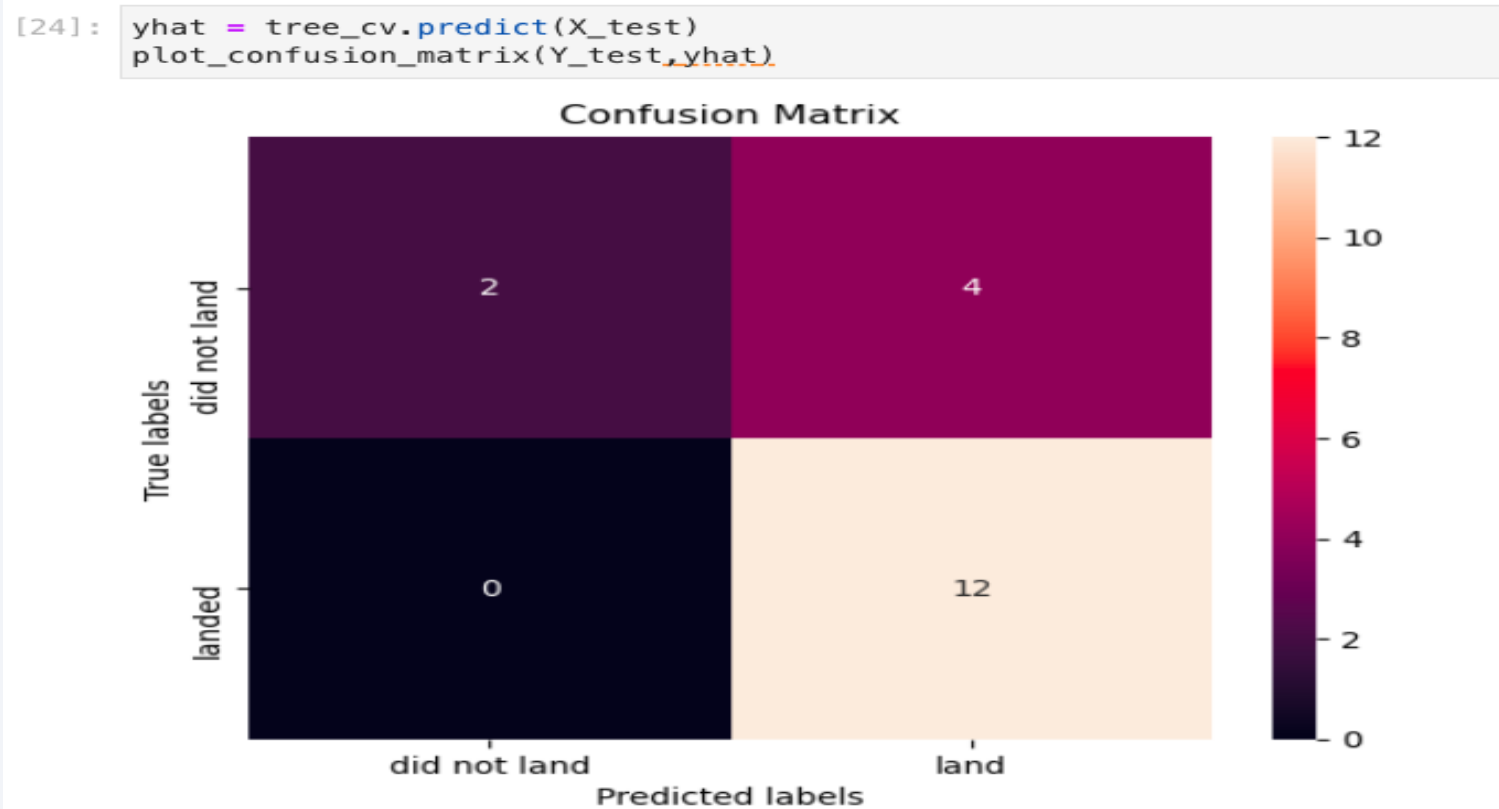 [24]: yhat = tree_cv.predict(X_test)
plot_confusion_matrix(Y_test,yhat)
Confusion Matrix
12
10
8
6
4
2
0
True labels
did not land
landed
2
4
0
12
did not land
land
Predicted labels